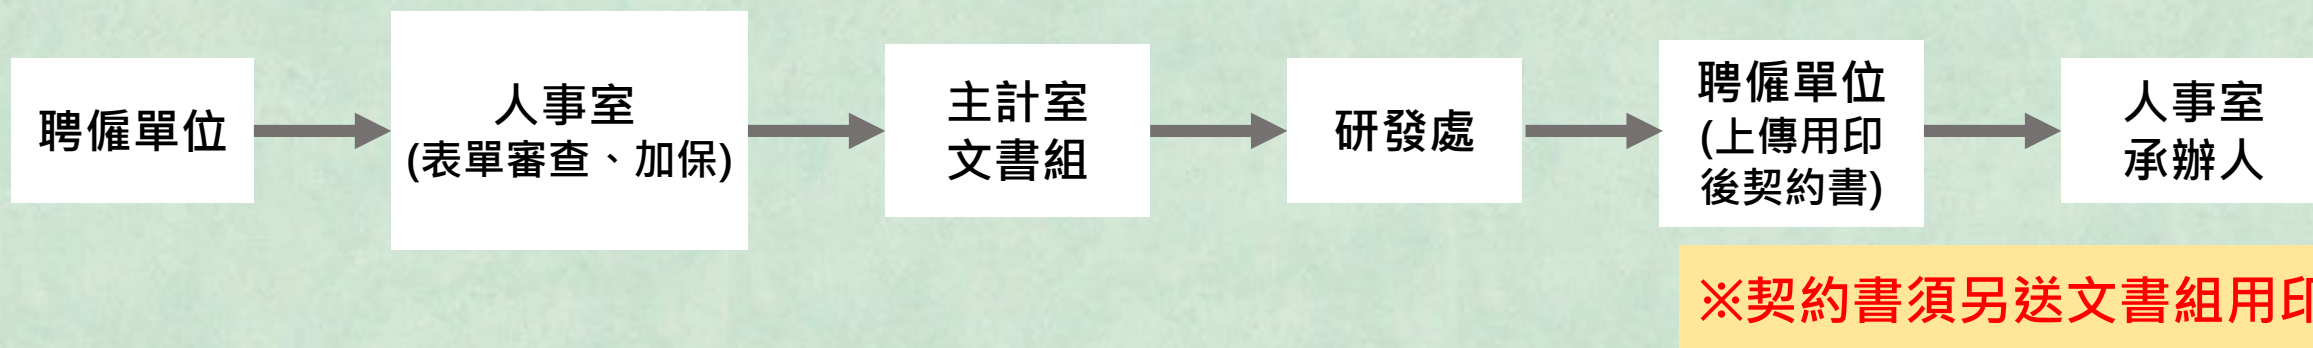 聘僱單位
人事室
(表單審查、加保)
主計室
文書組
研發處
聘僱單位
(上傳用印
後契約書)
人事室
承辦人
※契約書須另送文書組用印